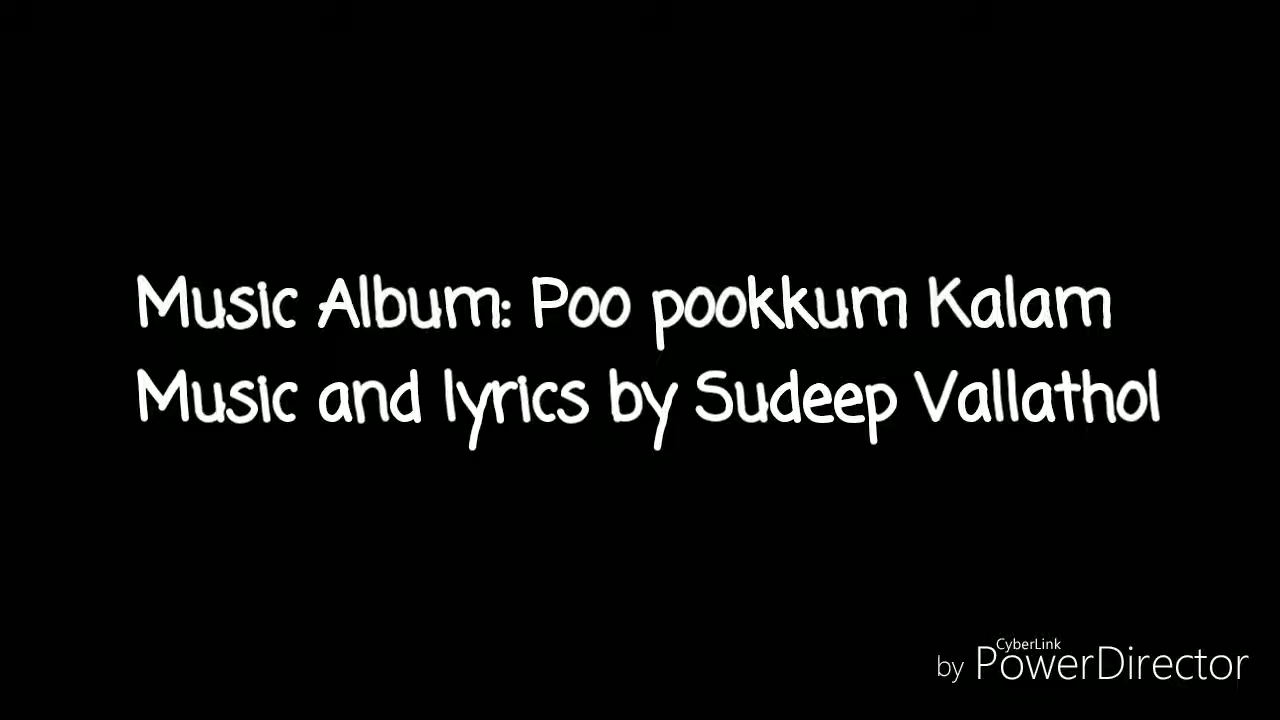 Music Album: Poo pookkum Kalam
Music and lyrics by Sudeep Vallathol
CyberLink
by PowerDirector